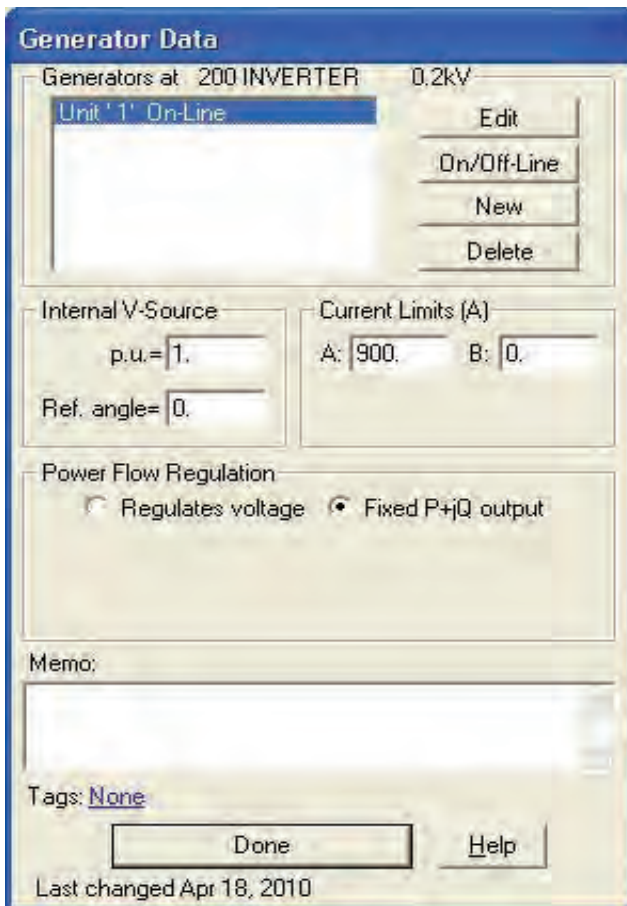 Generator Data
Generators at 200 INVERTER 0.2kV
Unit '1' On-Line
Edit
On/Off-Line
New
Delete
Internal V-Source
p.u.= 1.
Ref. angle= 0.
Current Limits (A)
A: 900. B: 0.
Power Flow Regulation
Regulates voltage Fixed P+jQ output
Memo:
Tags: None
Done Help
Last changed Apr 18, 2010